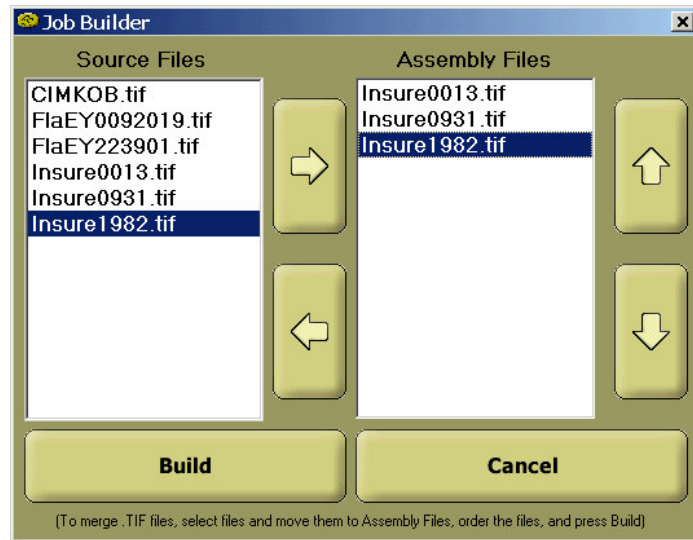 Job Builder
Source Files
CIMKOB.tif
FlaEY0092019.tif
FlaEY223901.tif
Insure0013.tif
Insure0931.tif
Insure1982.tif
Assembly Files
Insure0013.tif
Insure0931.tif
Insure1982.tif
Build
Cancel
(To merge .TIF files, select files and move them to Assembly Files, order the files, and press Build)